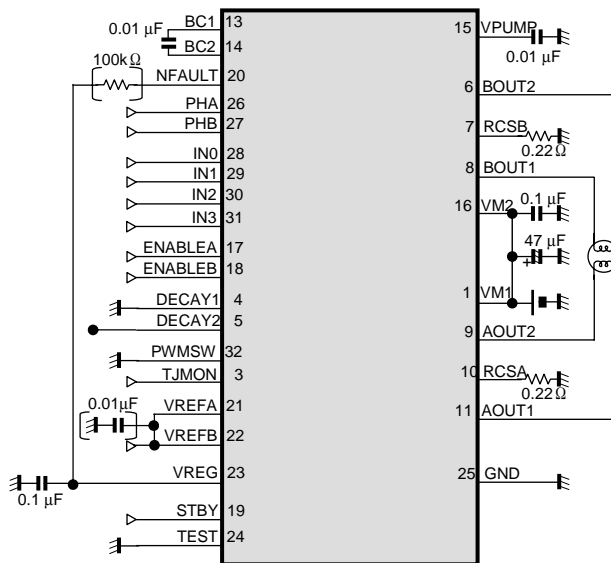 BC1 13
0.01 μF
BC2 14
100kΩ
NFAULT 20
PHA 26
PHB 27
IN0 28
IN1 29
IN2 30
IN3 31
ENABLEA 17
ENABLEB 18
DECAY1 4
DECAY2 5
PWMSW 32
TJMON 3
VREFA 21
0.01μF
VREFB 22
VREG 23
0.1 μF
STBY 19
TEST 24
15 VPUMP
0.01 μF
6 BOUT2
7 RCSB
0.22Ω
8 BOUT1
0.1 μF
16 VM2
47 μF
+
1 VM1
9 AOUT2
10 RCSA
0.22Ω
11 AOUT1
25 GND